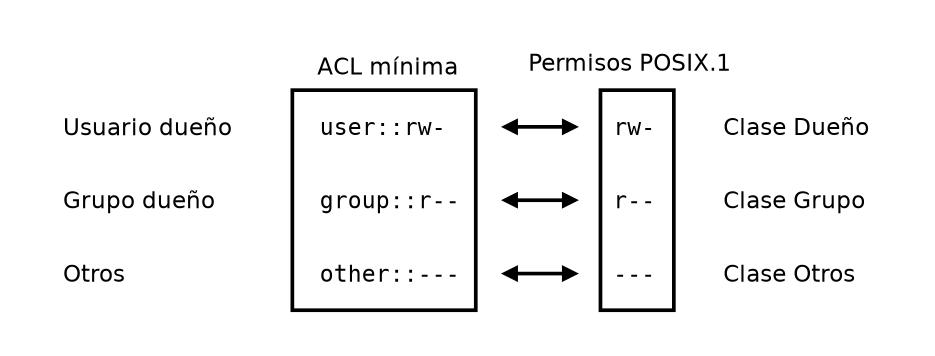 ACL mínima Permisos POSIX.1
Usuario dueño user::rw- rw- Clase Dueño
Grupo dueño group::r-- r-- Clase Grupo
Otros other::--- --- Clase Otros